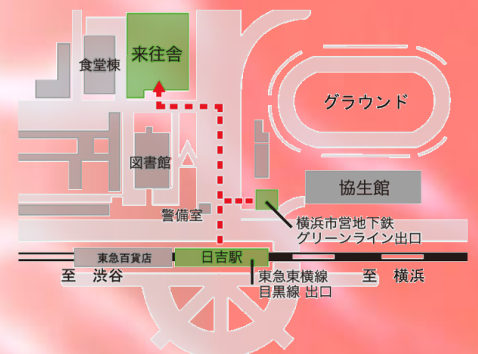 来往舎
食堂棟
グラウンド
図書館
協生館
警備室
横浜市営地下鉄
グリーンライン出口
東急百貨店
日吉駅
東急東横線
目黒線 出口
至 渋谷
至 横浜